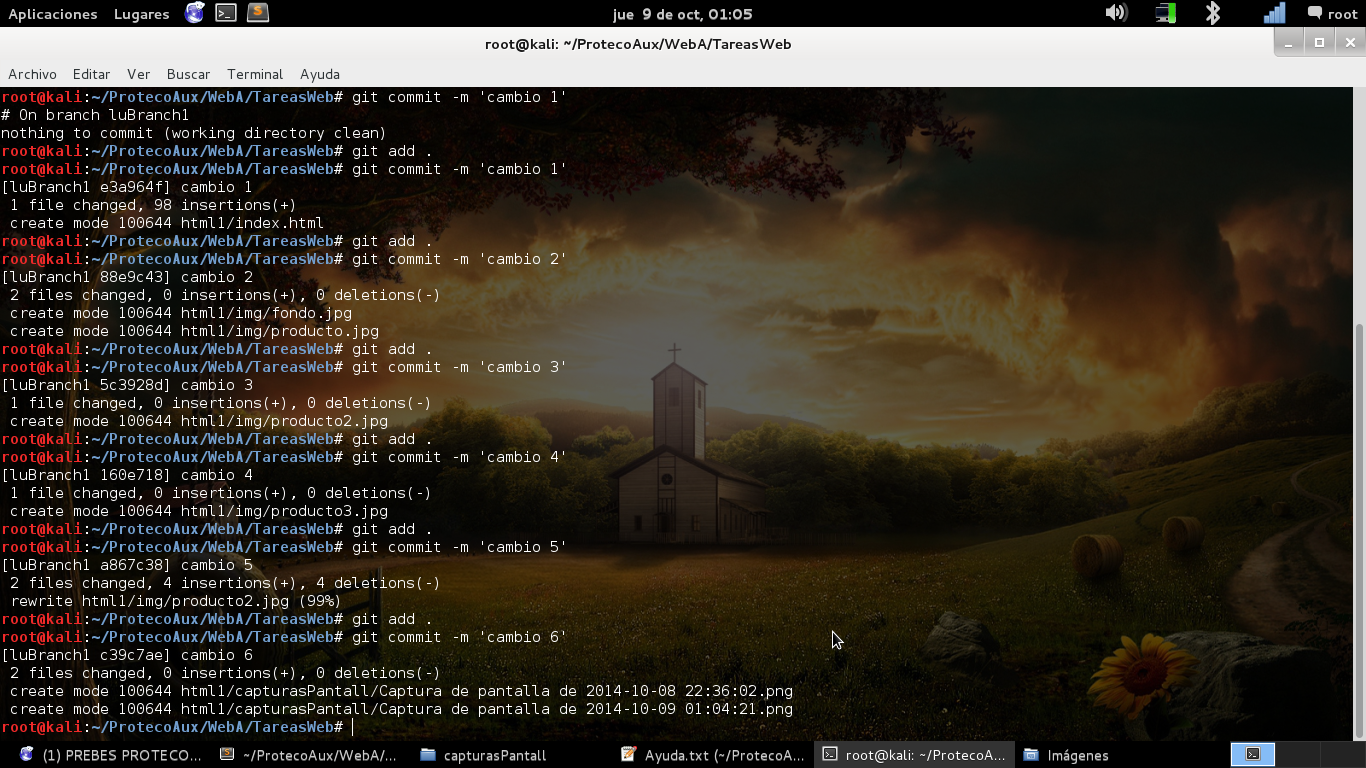 Aplicaciones Lugares jue 9 de oct, 01:05 root
root@kali: ~/ProtecoAux/WebA/TareasWeb
Archivo Editar Ver Buscar Terminal Ayuda
root@kali:~/ProtecoAux/WebA/TareasWeb# git commit -m 'cambio 1'
# On branch luBranch1
nothing to commit (working directory clean)
root@kali:~/ProtecoAux/WebA/TareasWeb# git add .
root@kali:~/ProtecoAux/WebA/TareasWeb# git commit -m 'cambio 1'
[luBranch1 e3a964f] cambio 1
 1 file changed, 98 insertions(+)
 create mode 100644 html1/index.html
root@kali:~/ProtecoAux/WebA/TareasWeb# git add .
root@kali:~/ProtecoAux/WebA/TareasWeb# git commit -m 'cambio 2'
[luBranch1 88e9c43] cambio 2
 2 files changed, 0 insertions(+), 0 deletions(-)
 create mode 100644 html1/img/fondo.jpg
 create mode 100644 html1/img/producto.jpg
root@kali:~/ProtecoAux/WebA/TareasWeb# git add .
root@kali:~/ProtecoAux/WebA/TareasWeb# git commit -m 'cambio 3'
[luBranch1 5c3928d] cambio 3
 1 file changed, 0 insertions(+), 0 deletions(-)
 create mode 100644 html1/img/producto2.jpg
root@kali:~/ProtecoAux/WebA/TareasWeb# git add .
root@kali:~/ProtecoAux/WebA/TareasWeb# git commit -m 'cambio 4'
[luBranch1 160e718] cambio 4
 1 file changed, 0 insertions(+), 0 deletions(-)
 create mode 100644 html1/img/producto3.jpg
root@kali:~/ProtecoAux/WebA/TareasWeb# git add .
root@kali:~/ProtecoAux/WebA/TareasWeb# git commit -m 'cambio 5'
[luBranch1 a867c38] cambio 5
 2 files changed, 4 insertions(+), 4 deletions(-)
 rewrite html1/img/producto2.jpg (99%)
root@kali:~/ProtecoAux/WebA/TareasWeb# git add .
root@kali:~/ProtecoAux/WebA/TareasWeb# git commit -m 'cambio 6'
[luBranch1 c39c7ae] cambio 6
 2 files changed, 0 insertions(+), 0 deletions(-)
 create mode 100644 html1/capturasPantall/Captura de pantalla de 2014-10-08 22:36:02.png
 create mode 100644 html1/capturasPantall/Captura de pantalla de 2014-10-09 01:04:21.png
root@kali:~/ProtecoAux/WebA/TareasWeb#
(1) PREBES PROTECO... ~/ProtecoAux/WebA/... capturasPantall Ayuda.txt (~/ProtecoA... root@kali: ~/ProtecoA... Imágenes